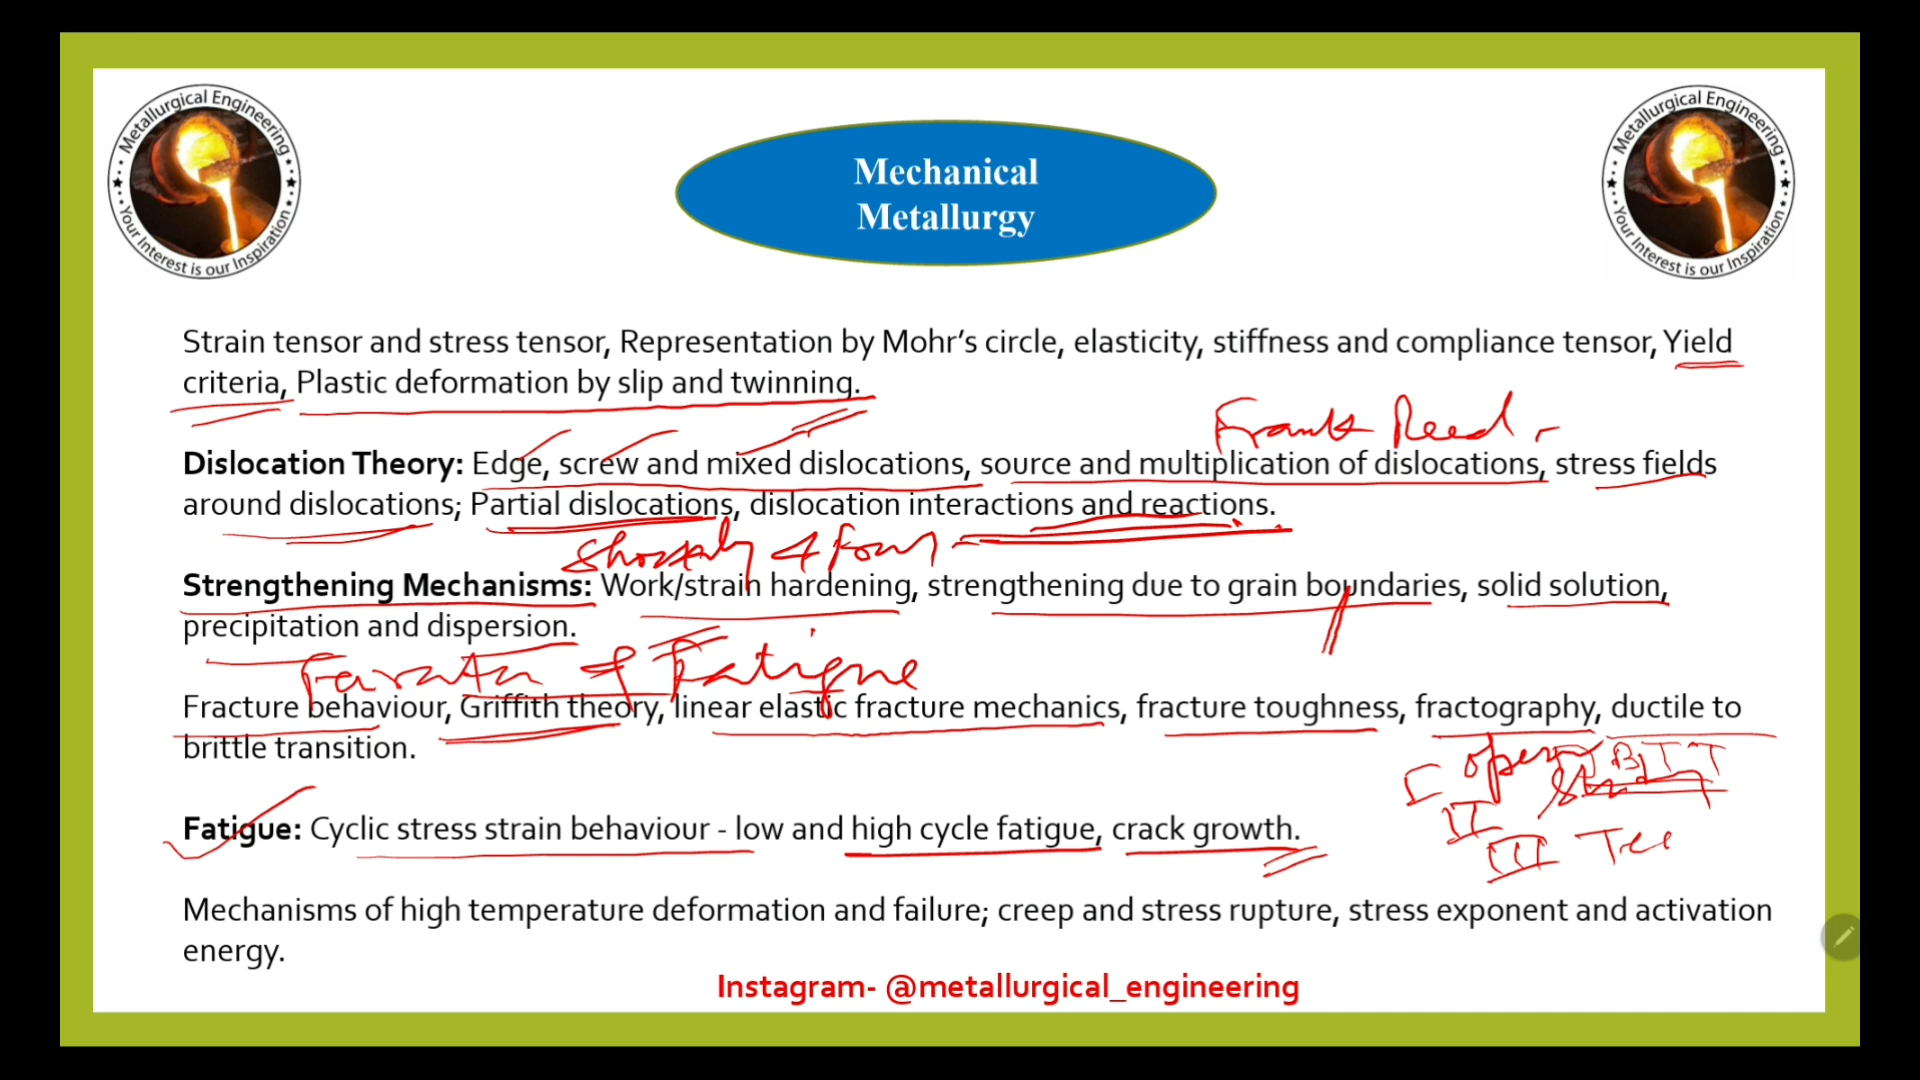 Metallurgical Engineering
Your Interest is our Inspiration
Mechanical
Metallurgy
Metallurgical Engineering
Your Interest is our Inspiration
Strain tensor and stress tensor, Representation by Mohr’s circle, elasticity, stiffness and compliance tensor, Yield
criteria, Plastic deformation by slip and twinning.
Frank Reed
Dislocation Theory: Edge, screw and mixed dislocations, source and multiplication of dislocations, stress fields
around dislocations; Partial dislocations, dislocation interactions and reactions.
Strengthening Mechanisms: Work/strain hardening, strengthening due to grain boundaries, solid solution,
precipitation and dispersion.
of Fatigue
Fracture behaviour, Griffith theory, linear elastic fracture mechanics, fracture toughness, fractography, ductile to
brittle transition.
I open
DBTT
II
III
Fatigue: Cyclic stress strain behaviour - low and high cycle fatigue, crack growth.
Mechanisms of high temperature deformation and failure; creep and stress rupture, stress exponent and activation
energy.
Instagram- @metallurgical_engineering